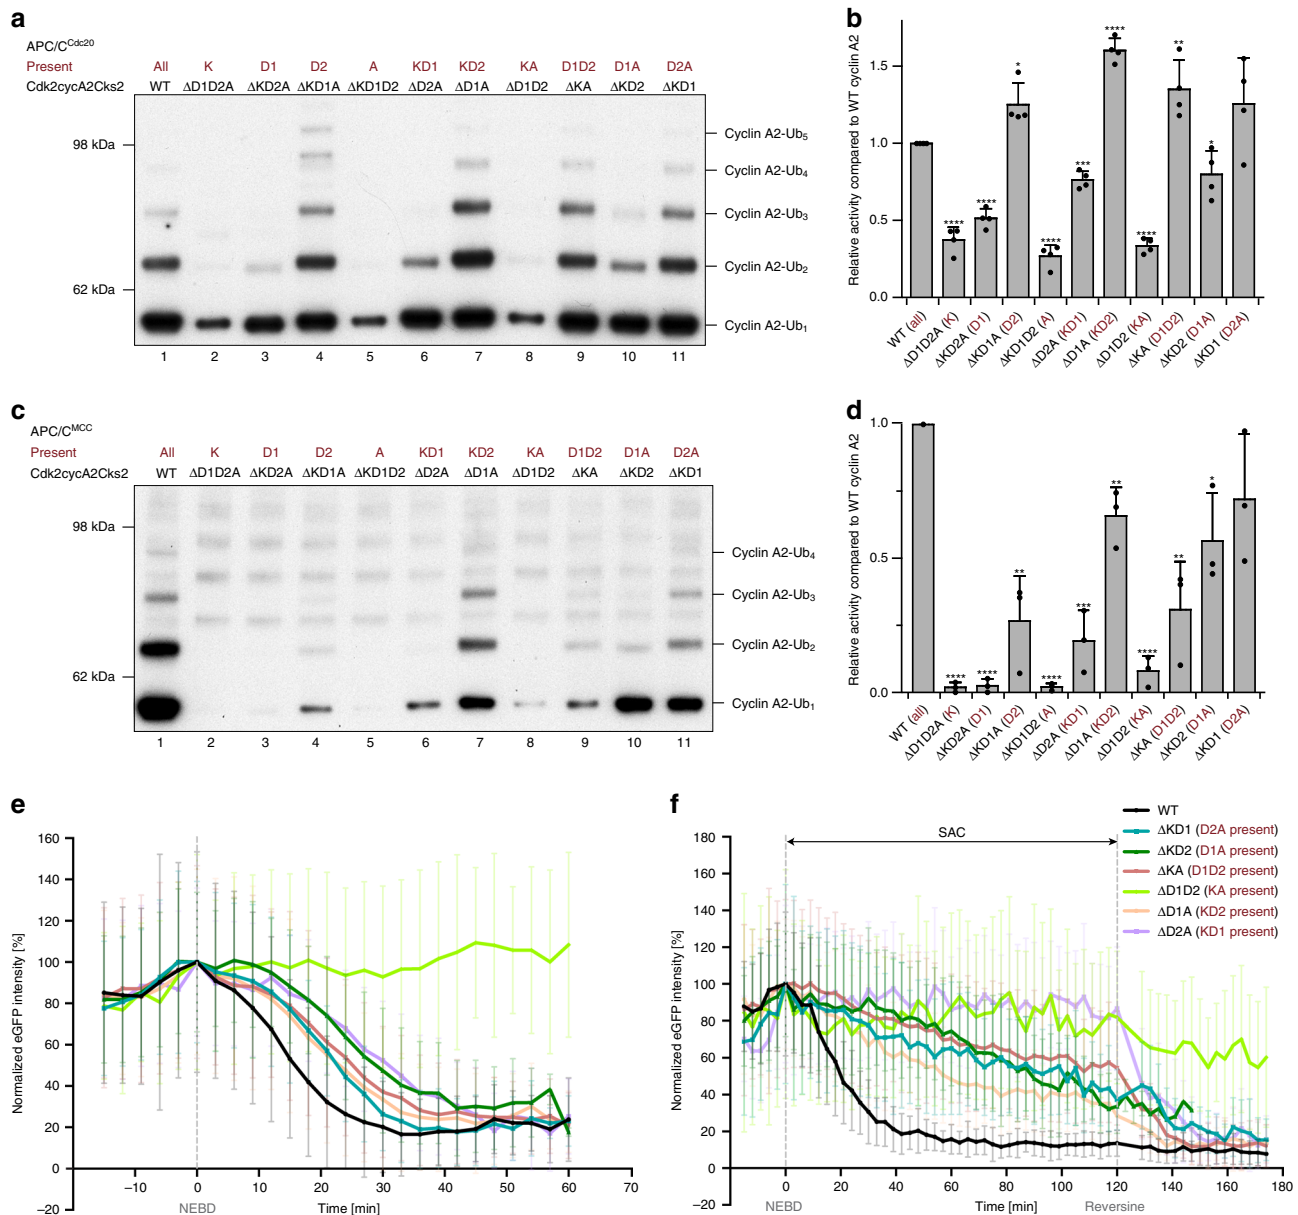 a
APC/C^Cdc20
Present All K D1 D2 A KD1 KD2 KA D1D2 D1A D2A
Cdk2cycA2Cks2 WT ΔD1D2A ΔKD2A ΔKD1A ΔKD1D2 ΔD2A ΔD1A ΔD1D2 ΔKA ΔKD2 ΔKD1
98 kDa
62 kDa
Cyclin A2-Ub5
Cyclin A2-Ub4
Cyclin A2-Ub3
Cyclin A2-Ub2
Cyclin A2-Ub1
1 2 3 4 5 6 7 8 9 10 11
b
Relative activity compared to WT cyclin A2
1.5
1.0
0.5
0.0
**** **** * **** *** **** **** ** *
WT (all)
ΔD1D2A (K)
ΔKD2A (D1)
ΔKD1A (D2)
ΔKD1D2 (A)
ΔD2A (KD1)
ΔD1A (KD2)
ΔD1D2 (KA)
ΔKA (D1D2)
ΔKD2 (D1A)
ΔKD1 (D2A)
c
APC/C^MCC
Present All K D1 D2 A KD1 KD2 KA D1D2 D1A D2A
Cdk2cycA2Cks2 WT ΔD1D2A ΔKD2A ΔKD1A ΔKD1D2 ΔD2A ΔD1A ΔD1D2 ΔKA ΔKD2 ΔKD1
98 kDa
62 kDa
Cyclin A2-Ub4
Cyclin A2-Ub3
Cyclin A2-Ub2
Cyclin A2-Ub1
1 2 3 4 5 6 7 8 9 10 11
d
Relative activity compared to WT cyclin A2
1.0
0.5
0.0
**** **** ** **** *** ** **** ** *
WT (all)
ΔD1D2A (K)
ΔKD2A (D1)
ΔKD1A (D2)
ΔKD1D2 (A)
ΔD2A (KD1)
ΔD1A (KD2)
ΔD1D2 (KA)
ΔKA (D1D2)
ΔKD2 (D1A)
ΔKD1 (D2A)
e
Normalized eGFP intensity [%]
160
140
120
100
80
60
40
20
0
−20
−10 0 10 20 30 40 50 60 70
NEBD
Time [min]
f
Normalized eGFP intensity [%]
180
160
140
120
100
80
60
40
20
0
−20
SAC
0 20 40 60 80 100 120 140 160 180
NEBD
Time [min]
Reversine
WT
ΔKD1 (D2A present)
ΔKD2 (D1A present)
ΔKA (D1D2 present)
ΔD1D2 (KA present)
ΔD1A (KD2 present)
ΔD2A (KD1 present)